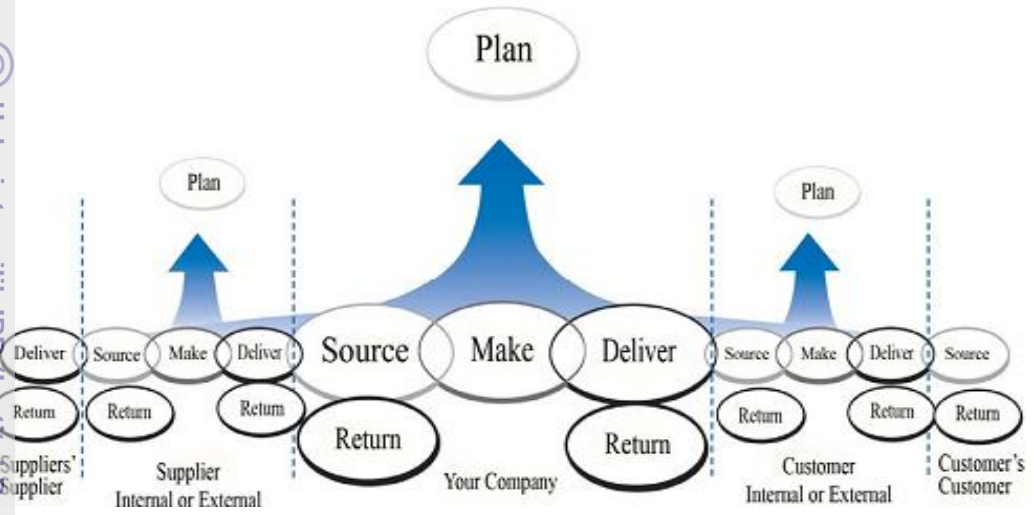 Plan
Plan
Plan
Deliver
Source
Make
Deliver
Source
Make
Deliver
Source
Make
Deliver
Source
Return
Return
Return
Return
Return
Return
Return
Return
Suppliers'
Supplier
Supplier
Internal or External
Your Company
Customer
Internal or External
Customer's
Customer